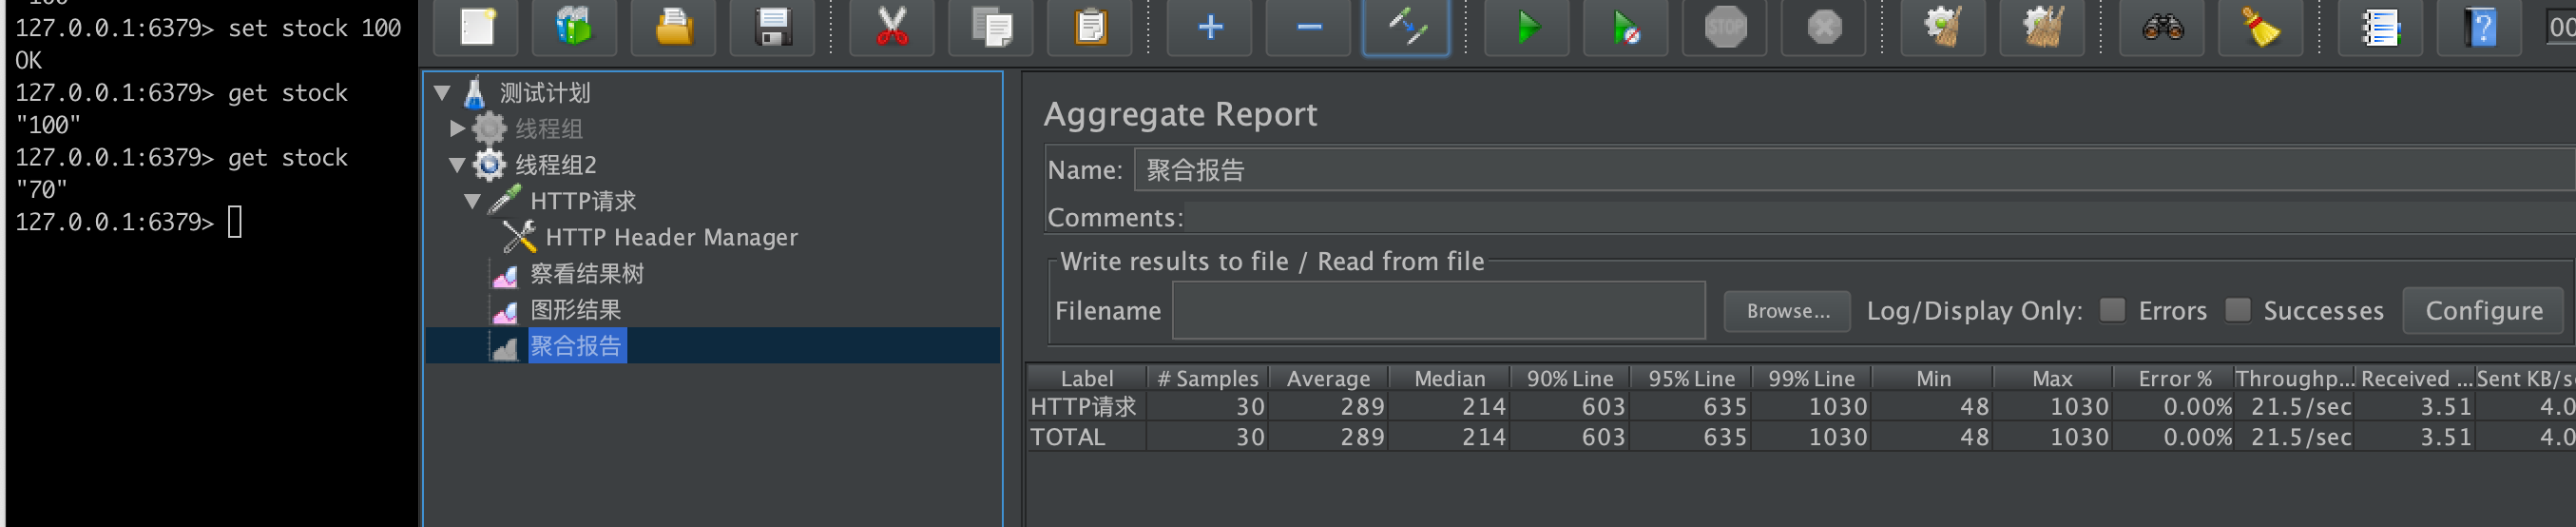 127.0.0.1:6379> set stock 100
OK
127.0.0.1:6379> get stock
"100"
127.0.0.1:6379> get stock
"70"
127.0.0.1:6379>
STOP
00
测试计划
线程组
线程组2
HTTP请求
HTTP Header Manager
察看结果树
图形结果
聚合报告
Aggregate Report
Name: 聚合报告
Comments:
Write results to file / Read from file
Filename Browse... Log/Display Only: Errors Successes Configure
Label # Samples Average Median 90% Line 95% Line 99% Line Min Max Error % Throughp... Received ... Sent KB/s
HTTP请求 30 289 214 603 635 1030 48 1030 0.00% 21.5/sec 3.51 4.0
TOTAL 30 289 214 603 635 1030 48 1030 0.00% 21.5/sec 3.51 4.0